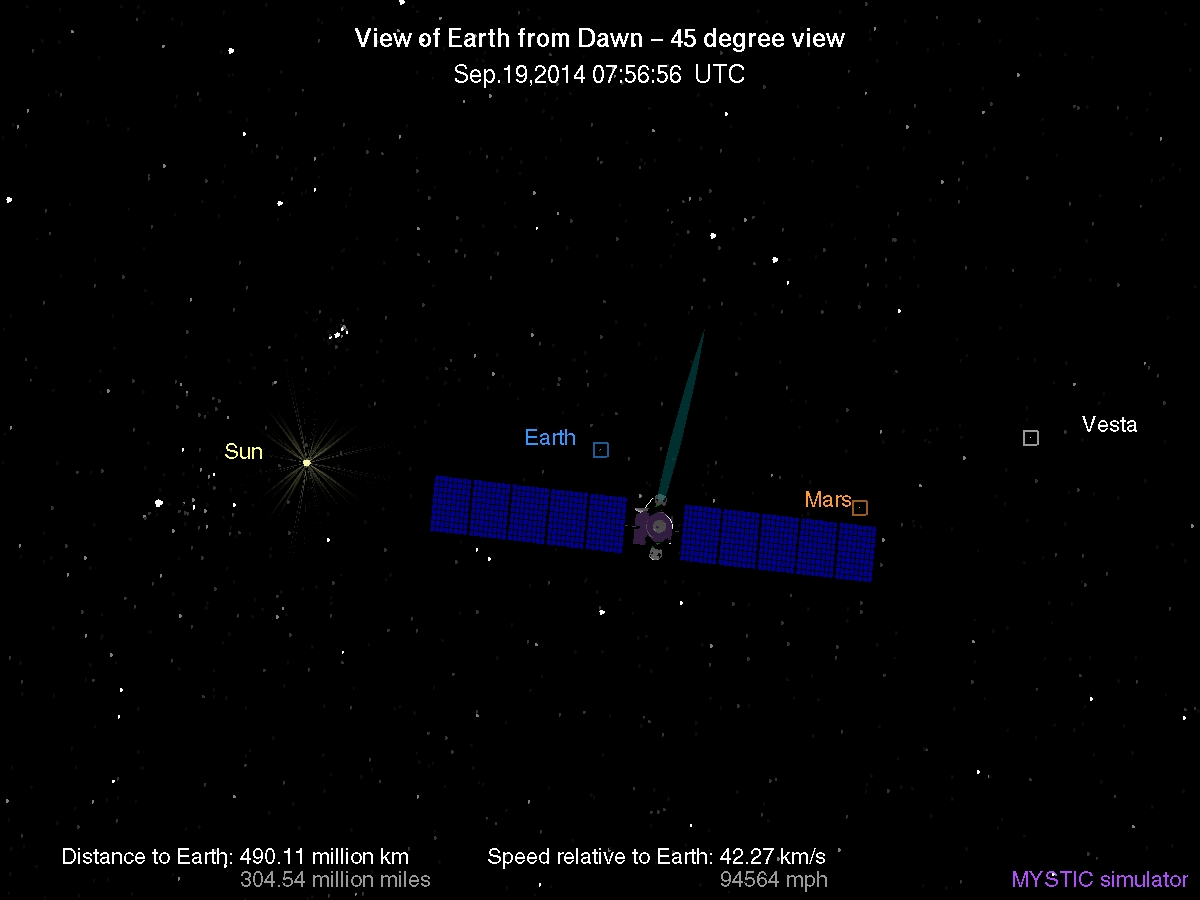 View of Earth from Dawn – 45 degree view
Sep.19,2014 07:56:56 UTC
Vesta
Earth
Sun
Mars
Distance to Earth: 490.11 million km
304.54 million miles
Speed relative to Earth: 42.27 km/s
94564 mph
MYSTIC simulator